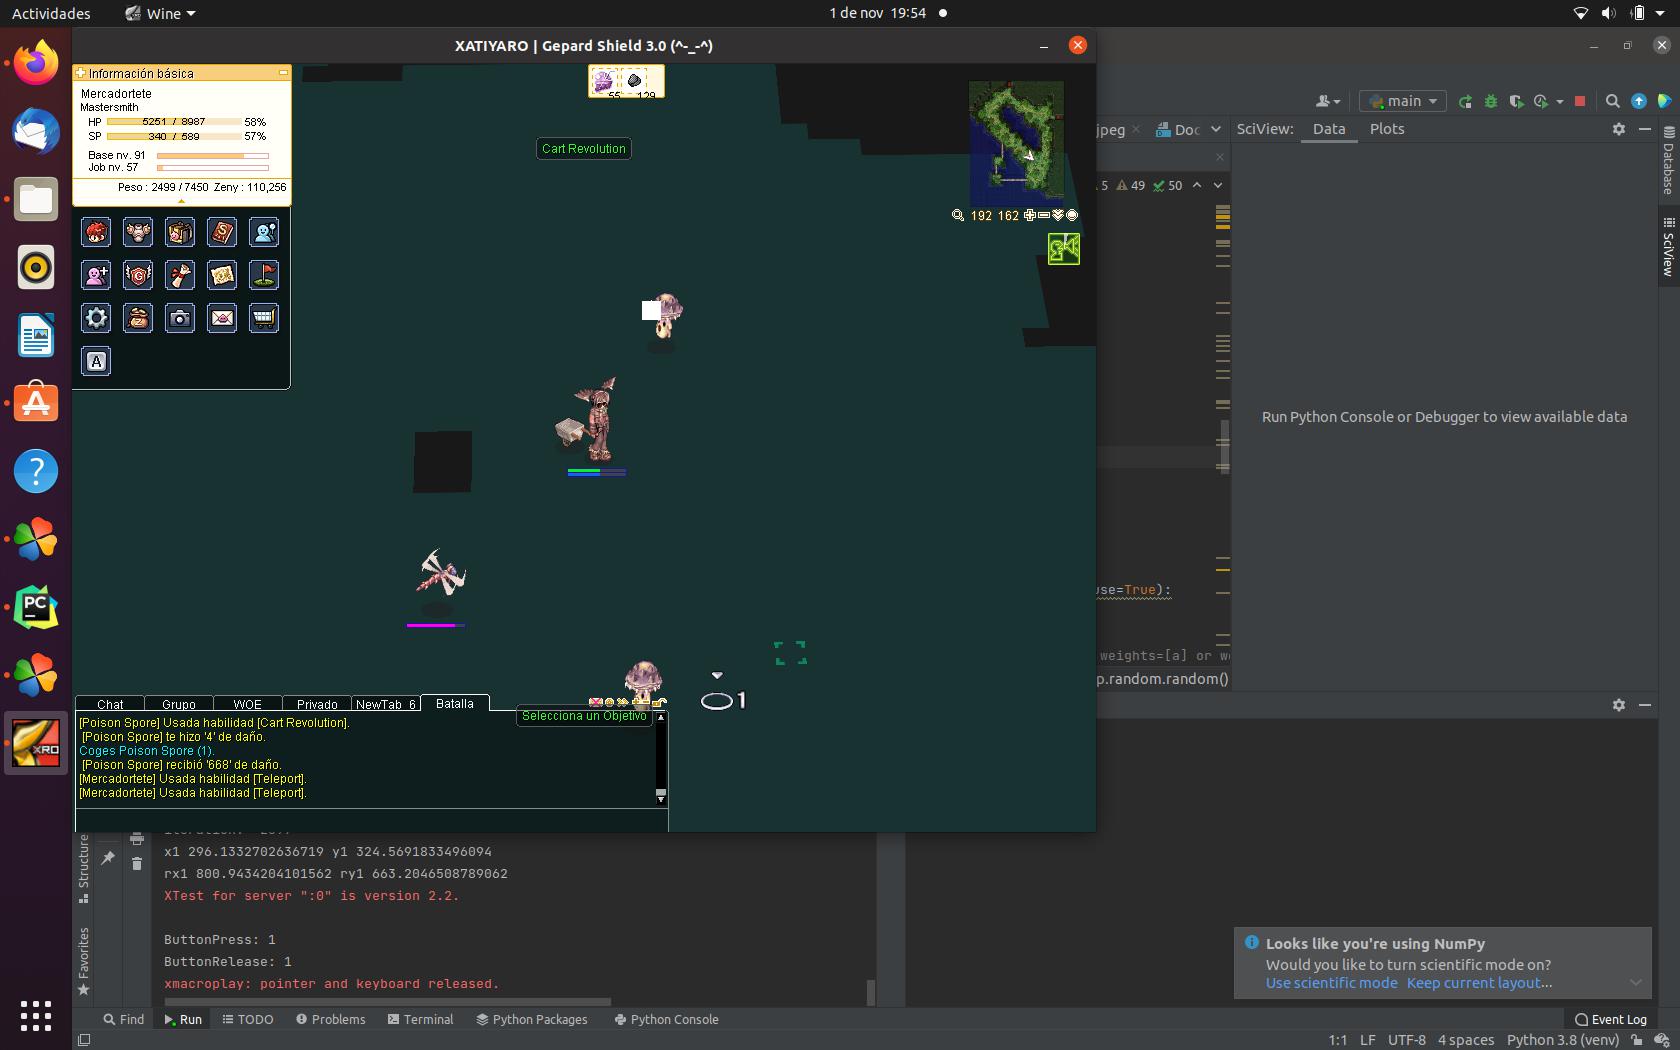 Actividades
Wine
1 de nov 19:54
XATIYARO | Gepard Shield 3.0 (^-_-^)
Información básica
Mercadortete
Mastersmith
HP 5251 / 8987 58%
SP 340 / 589 57%
Base nv. 91
Job nv. 57
Peso : 2499 / 7450 Zeny : 110,256
55 129
Cart Revolution
192 162
A
1
Chat Grupo WOE Privado NewTab 6 Batalla
Selecciona un Objetivo
[Poison Spore] Usada habilidad [Cart Revolution].
[Poison Spore] te hizo '4' de daño.
Coges Poison Spore (1).
[Poison Spore] recibió '668' de daño.
[Mercadortete] Usada habilidad [Teleport].
[Mercadortete] Usada habilidad [Teleport].
main
jpeg
Doc
SciView: Data Plots
5 49 50
Database
SciView
Run Python Console or Debugger to view available data
use=True):
weights=[a] or w
p.random.random()
x1 296.1332702636719 y1 324.5691833496094
rx1 800.9434204101562 ry1 663.2046508789062
XTest for server ":0" is version 2.2.
ButtonPress: 1
ButtonRelease: 1
xmacroplay: pointer and keyboard released.
Structure
Favorites
Looks like you're using NumPy
Would you like to turn scientific mode on?
Use scientific mode Keep current layout...
Find Run TODO Problems Terminal Python Packages Python Console
Event Log
1:1 LF UTF-8 4 spaces Python 3.8 (venv)
PC
XRO